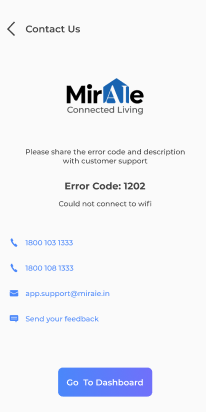 Contact Us
MirAIe
Connected Living
Please share the error code and description
with customer support
Error Code: 1202
Could not connect to wifi
1800 103 1333
1800 108 1333
app.support@miraie.in
Send your feedback
Go To Dashboard